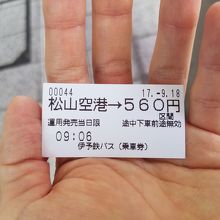 00044 17.-9.18
松山空港→560円
区間
運用発売当日限 途中下車前途無効
09:06
伊予鉄バス(乗車券)